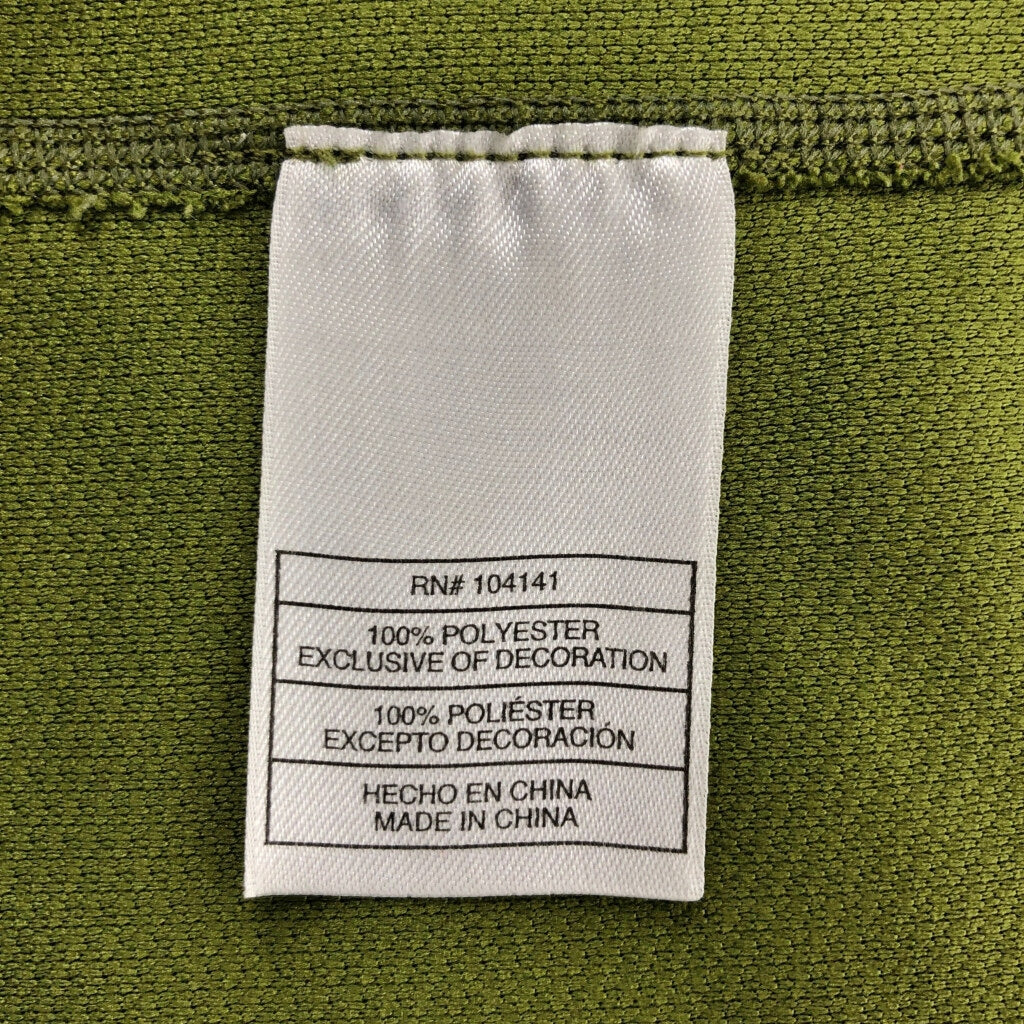 RN# 104141
100% POLYESTER
EXCLUSIVE OF DECORATION
100% POLIÉSTER
EXCEPTO DECORACIÓN
HECHO EN CHINA
MADE IN CHINA